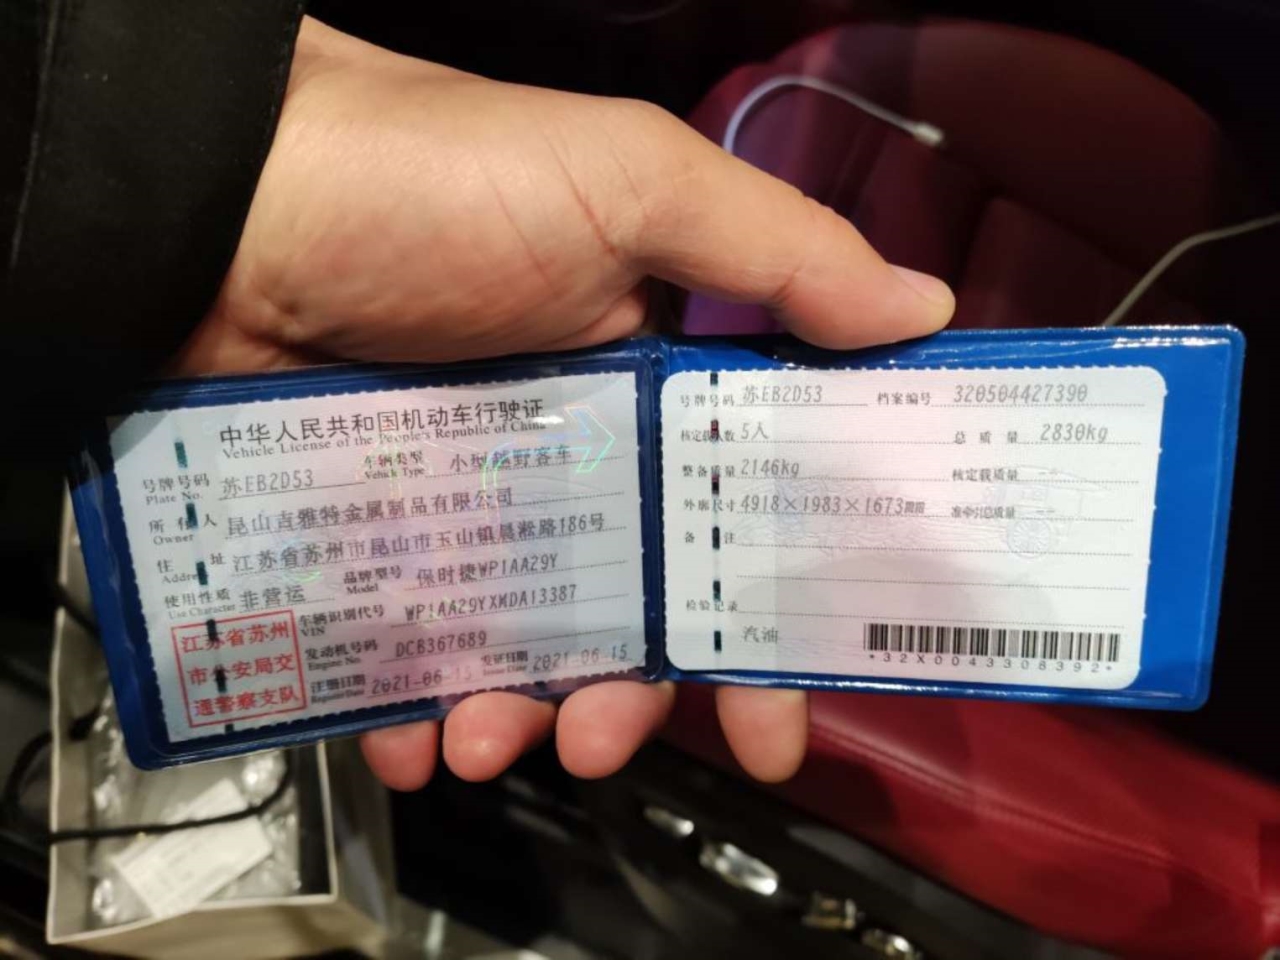 中华人民共和国机动车行驶证
Vehicle License of the People's Republic of China
号牌号码 苏EB2D53 车辆类型 小型越野客车
Plate No. Vehicle Type
所有人 昆山吉雅特金属制品有限公司
Owner
住址 江苏省苏州市昆山市玉山镇晨淞路186号
Address
使用性质 非营运 品牌型号 保时捷WP1AA29Y
Use Character Model
江苏省苏州
市公安局交
通警察支队
车辆识别代号 WP1AA29YXMDA13387
VIN
发动机号码 DCB367689
Engine No.
注册日期 2021-06-15 发证日期 2021-06-15
Register Date Issue Date
号牌号码 苏EB2D53 档案编号 320504427390
核定载人数 5人 总质量 2830kg
整备质量 2146kg 核定载质量 --
外廓尺寸 4918×1983×1673mm 准牵引总质量 --
备注
检验记录
汽油
*32X0043308392*